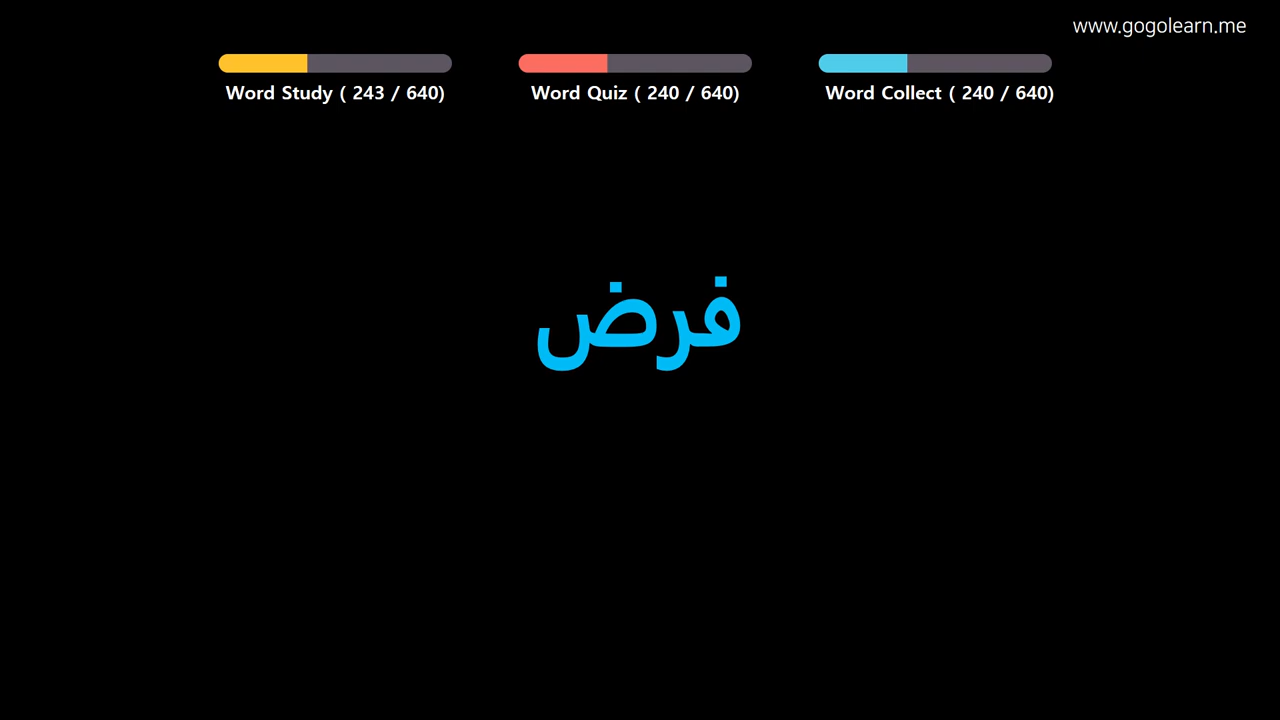 www.gogolearn.me
Word Study ( 243 / 640)
Word Quiz ( 240 / 640)
Word Collect ( 240 / 640)
فرض